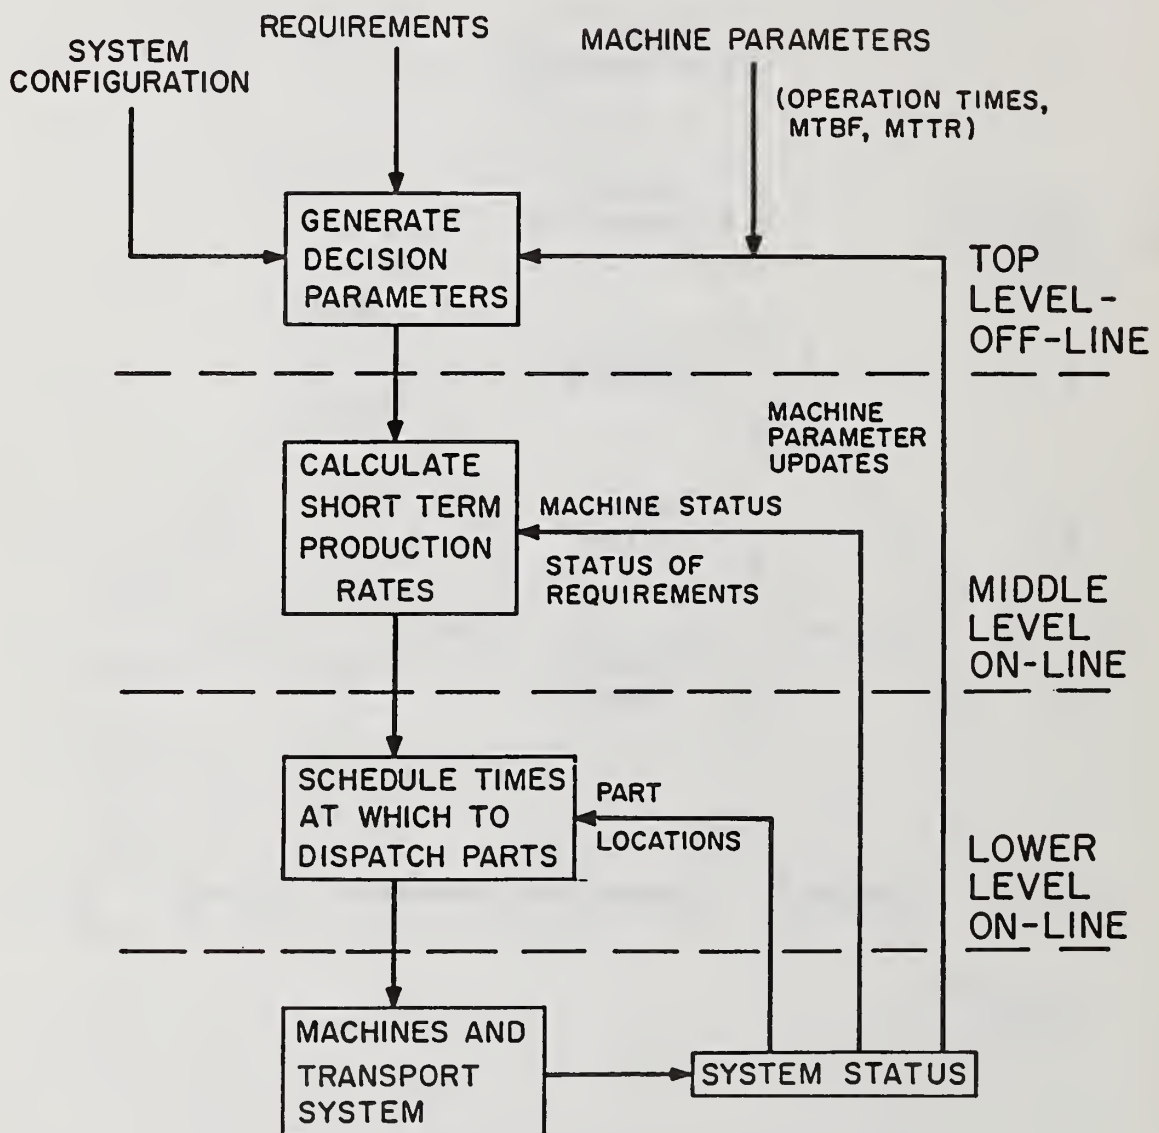 REQUIREMENTS
SYSTEM
CONFIGURATION
MACHINE PARAMETERS
(OPERATION TIMES,
MTBF, MTTR)
GENERATE
DECISION
PARAMETERS
TOP
LEVEL-
OFF-LINE
MACHINE
PARAMETER
UPDATES
CALCULATE
SHORT TERM
PRODUCTION
RATES
MACHINE STATUS
STATUS OF
REQUIREMENTS
MIDDLE
LEVEL
ON-LINE
SCHEDULE TIMES
AT WHICH TO
DISPATCH PARTS
PART
LOCATIONS
LOWER
LEVEL
ON-LINE
MACHINES AND
TRANSPORT
SYSTEM
SYSTEM STATUS